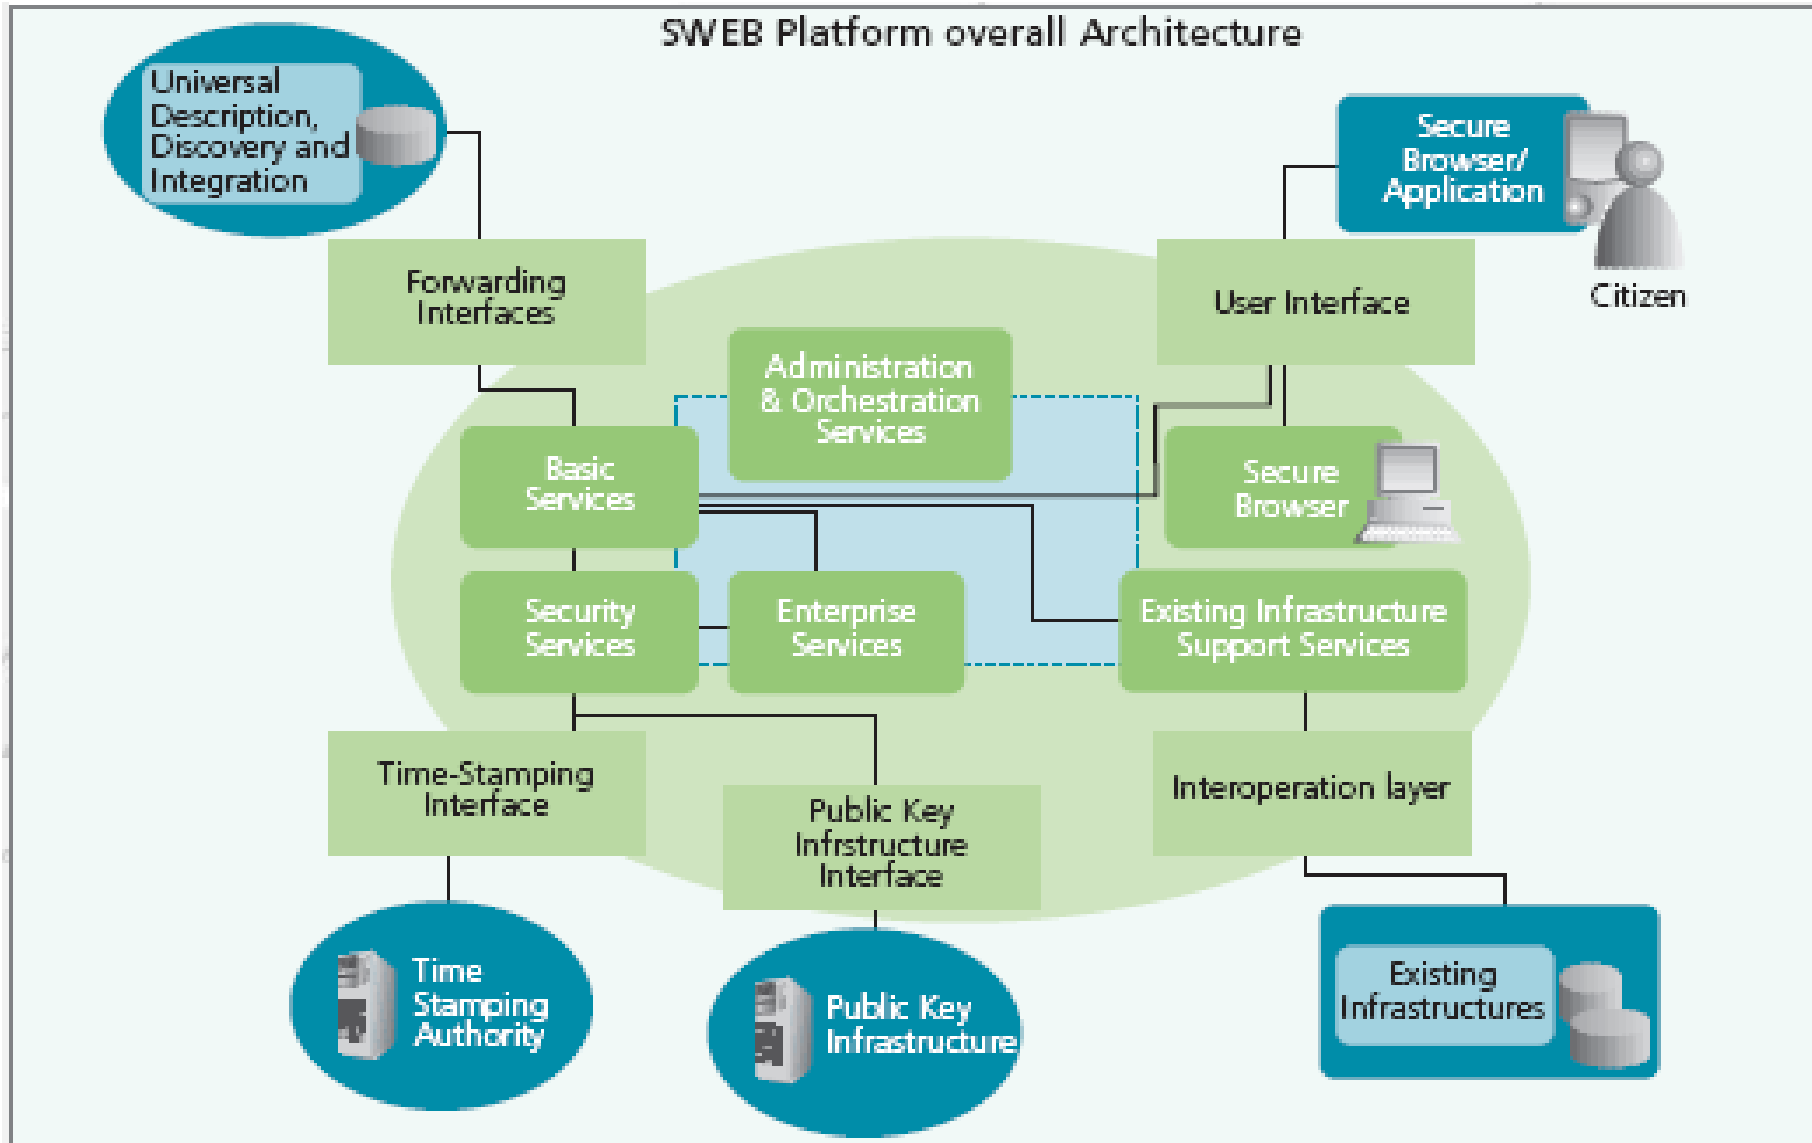 SWEB Platform overall Architecture
Universal
Description,
Discovery and
Integration
Secure
Browser/
Application
Citizen
Forwarding
Interfaces
User Interface
Administration
& Orchestration
Services
Basic
Services
Secure
Browser
Security
Services
Enterprise
Services
Existing Infrastructure
Support Services
Time-Stamping
Interface
Public Key
Infrstructure
Interface
Interoperation layer
Time
Stamping
Authority
Public Key
Infrastructure
Existing
Infrastructures